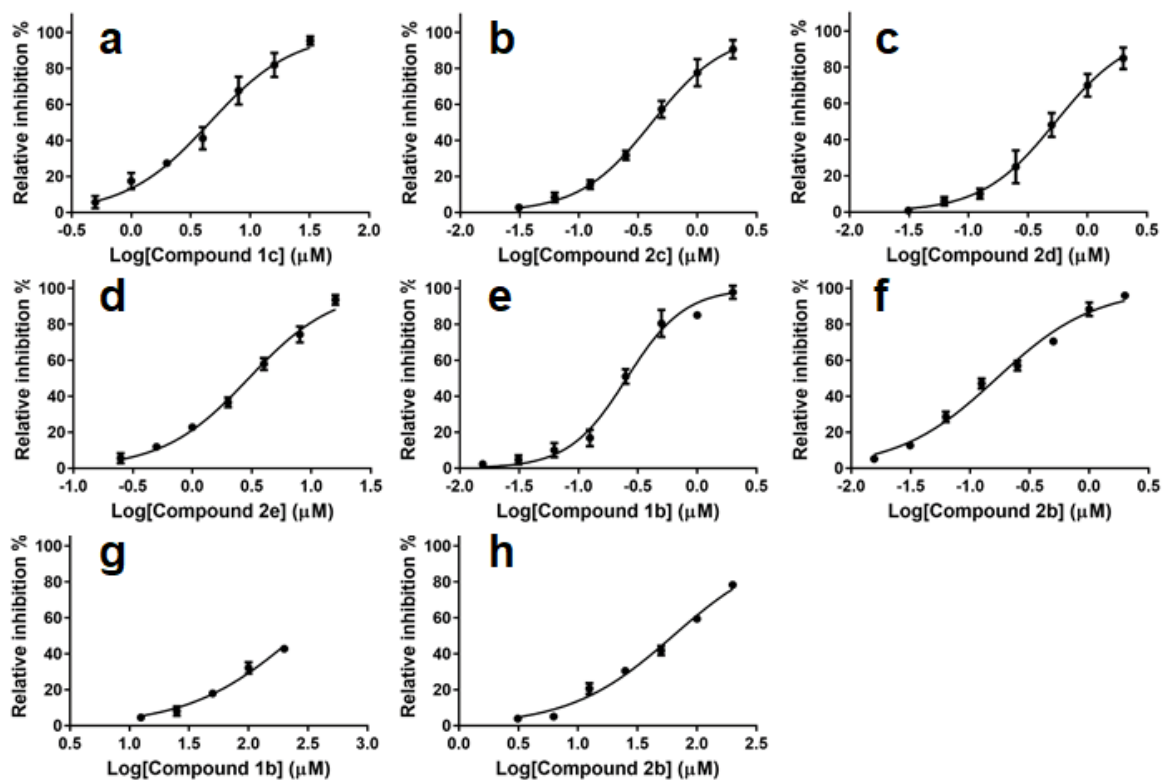 a
Relative inhibition %
100
80
60
40
20
0
-0.5 0.0 0.5 1.0 1.5 2.0
Log[Compound 1c] (μM)
b
Relative inhibition %
100
80
60
40
20
0
-2.0 -1.5 -1.0 -0.5 0.0 0.5
Log[Compound 2c] (μM)
c
Relative inhibition %
100
80
60
40
20
0
-2.0 -1.5 -1.0 -0.5 0.0 0.5
Log[Compound 2d] (μM)
d
Relative inhibition %
100
80
60
40
20
0
-1.0 -0.5 0.0 0.5 1.0 1.5
Log[Compound 2e] (μM)
e
Relative inhibition %
100
80
60
40
20
0
-2.0 -1.5 -1.0 -0.5 0.0 0.5
Log[Compound 1b] (μM)
f
Relative inhibition %
100
80
60
40
20
0
-2.0 -1.5 -1.0 -0.5 0.0 0.5
Log[Compound 2b] (μM)
g
Relative inhibition %
100
80
60
40
20
0
0.5 1.0 1.5 2.0 2.5 3.0
Log[Compound 1b] (μM)
h
Relative inhibition %
100
80
60
40
20
0
0.0 0.5 1.0 1.5 2.0 2.5
Log[Compound 2b] (μM)